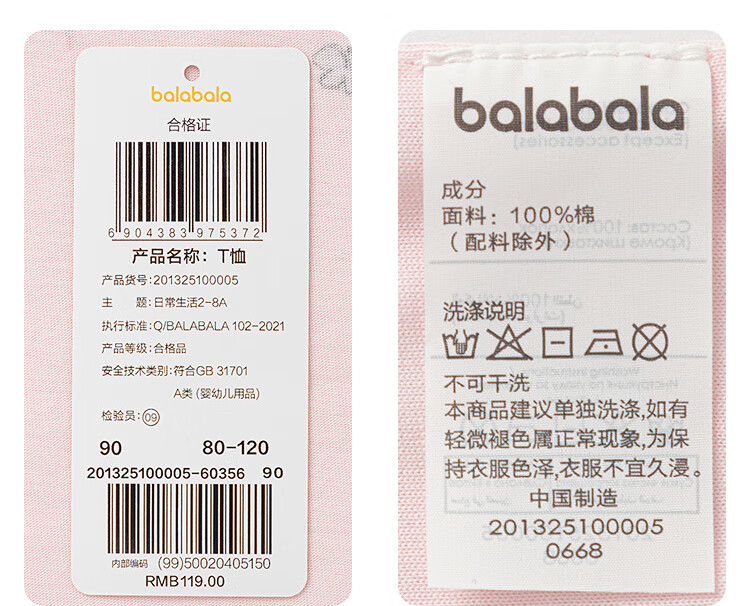 balabala
合格证
6 904383 975372
产品名称：T恤
产品货号:201325100005
主 题:日常生活2-8A
执行标准:Q/BALABALA 102-2021
产品等级:合格品
安全技术类别:符合GB 31701
A类 (婴幼儿用品)
检验员:09
90 80-120
201325100005-60356 90
内部编码 (99)50020405150
RMB119.00
balabala
成分
面料：100%棉
（配料除外）
洗涤说明
不可干洗
本商品建议单独洗涤,如有
轻微褪色属正常现象,为保
持衣服色泽,衣服不宜久浸。
中国制造
201325100005
0668